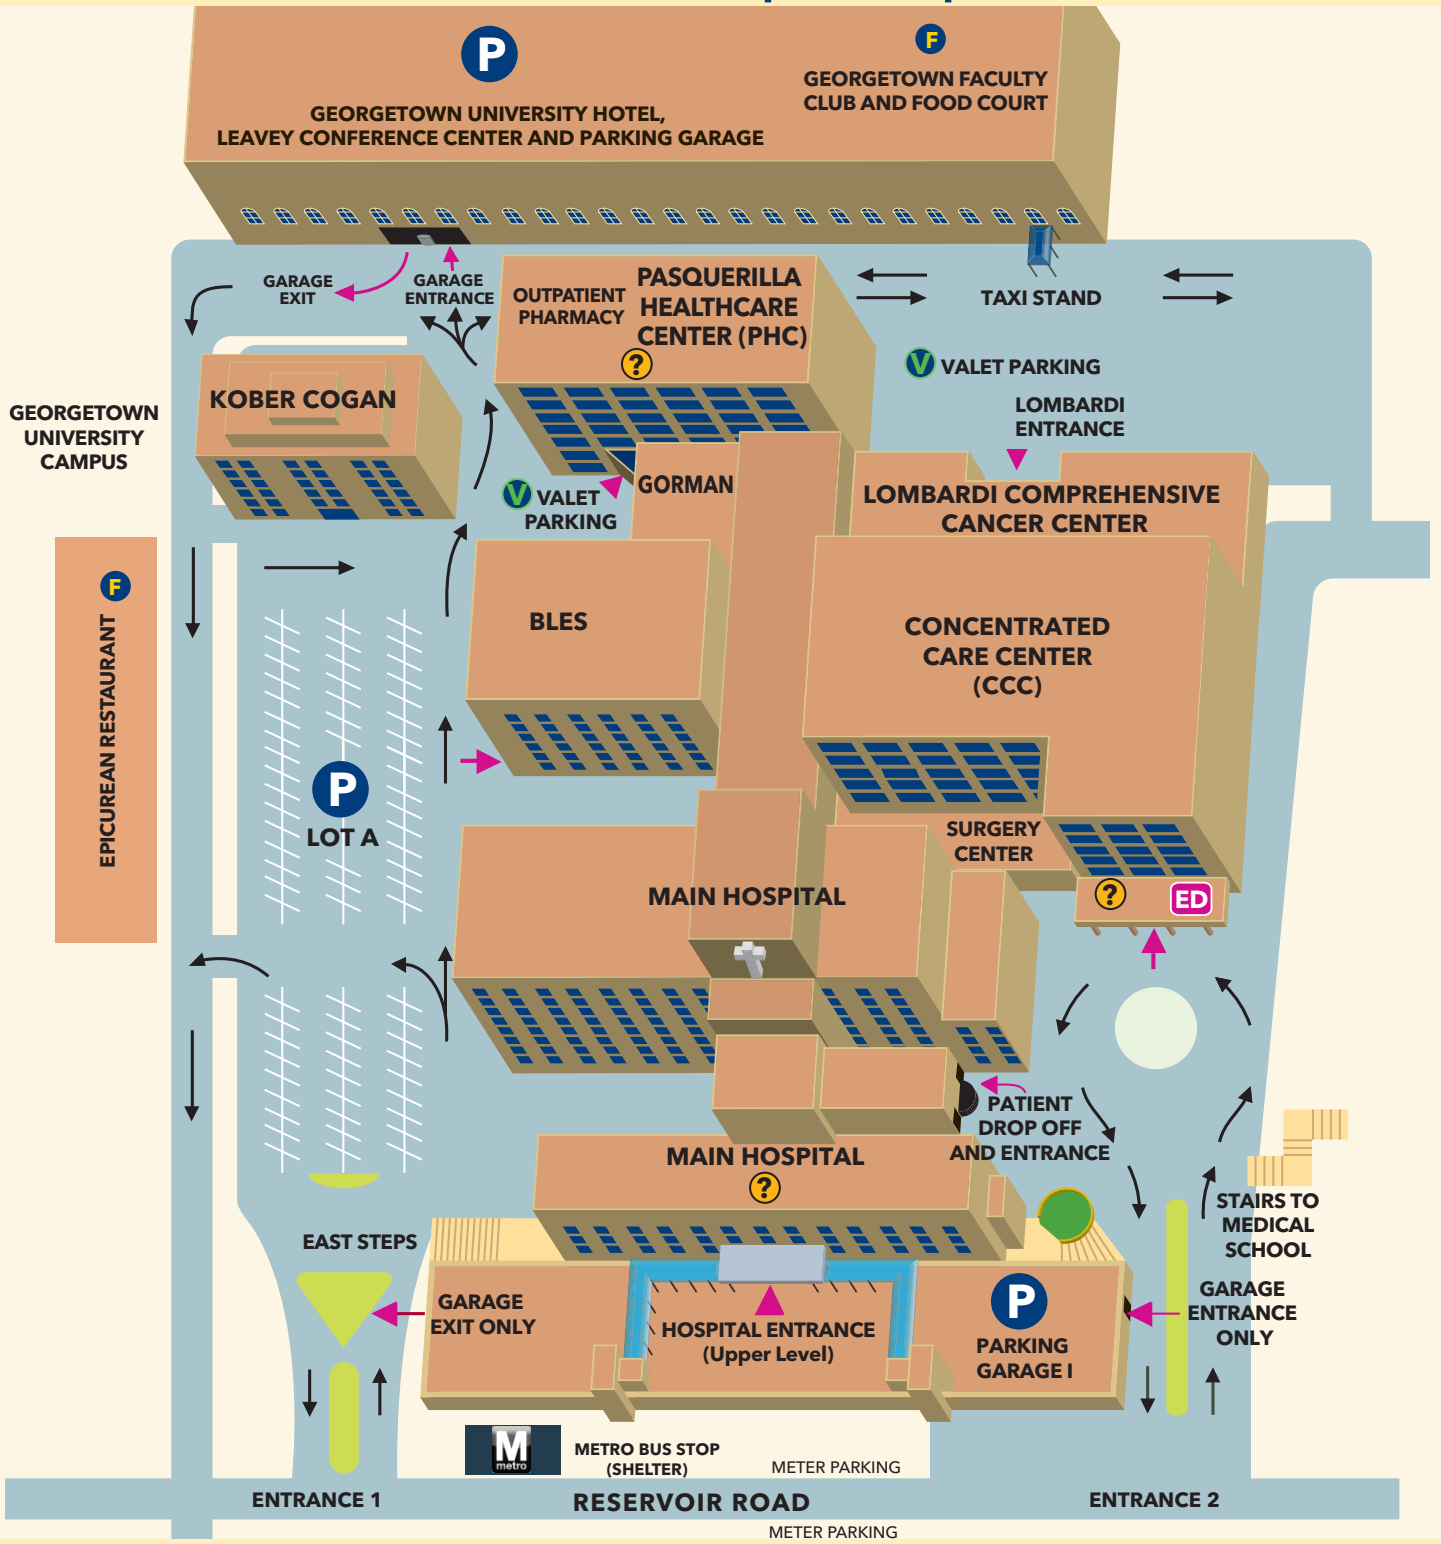 P
F
GEORGETOWN FACULTY
CLUB AND FOOD COURT
GEORGETOWN UNIVERSITY HOTEL,
LEAVEY CONFERENCE CENTER AND PARKING GARAGE
GARAGE
EXIT
GARAGE
ENTRANCE
OUTPATIENT
PHARMACY
PASQUERILLA
HEALTHCARE
CENTER (PHC)
?
TAXI STAND
V VALET PARKING
LOMBARDI
ENTRANCE
KOBER COGAN
GEORGETOWN
UNIVERSITY
CAMPUS
V VALET
PARKING
GORMAN
LOMBARDI COMPREHENSIVE
CANCER CENTER
F
EPICUREAN RESTAURANT
BLES
CONCENTRATED
CARE CENTER
(CCC)
P
LOT A
SURGERY
CENTER
MAIN HOSPITAL
?
ED
PATIENT
DROP OFF
AND ENTRANCE
MAIN HOSPITAL
?
STAIRS TO
MEDICAL
SCHOOL
EAST STEPS
GARAGE
EXIT ONLY
HOSPITAL ENTRANCE
(Upper Level)
P
PARKING
GARAGE I
GARAGE
ENTRANCE
ONLY
M
metro
METRO BUS STOP
(SHELTER)
METER PARKING
ENTRANCE 1
RESERVOIR ROAD
ENTRANCE 2
METER PARKING